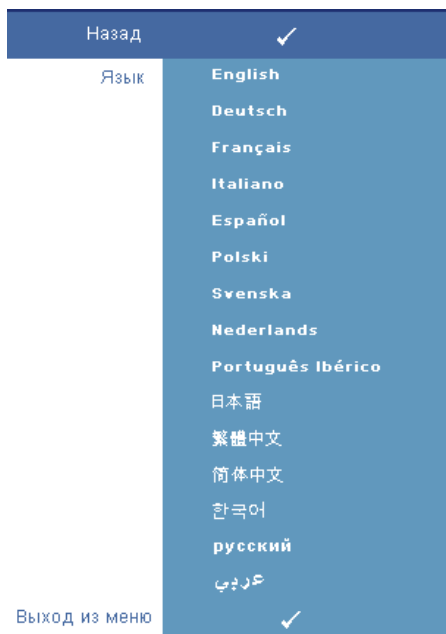 Назад ✓
Язык English
Deutsch
Français
Italiano
Español
Polski
Svenska
Nederlands
Português Ibérico
日本語
繁體中文
简体中文
한국어
русский
عربي
Выход из меню ✓